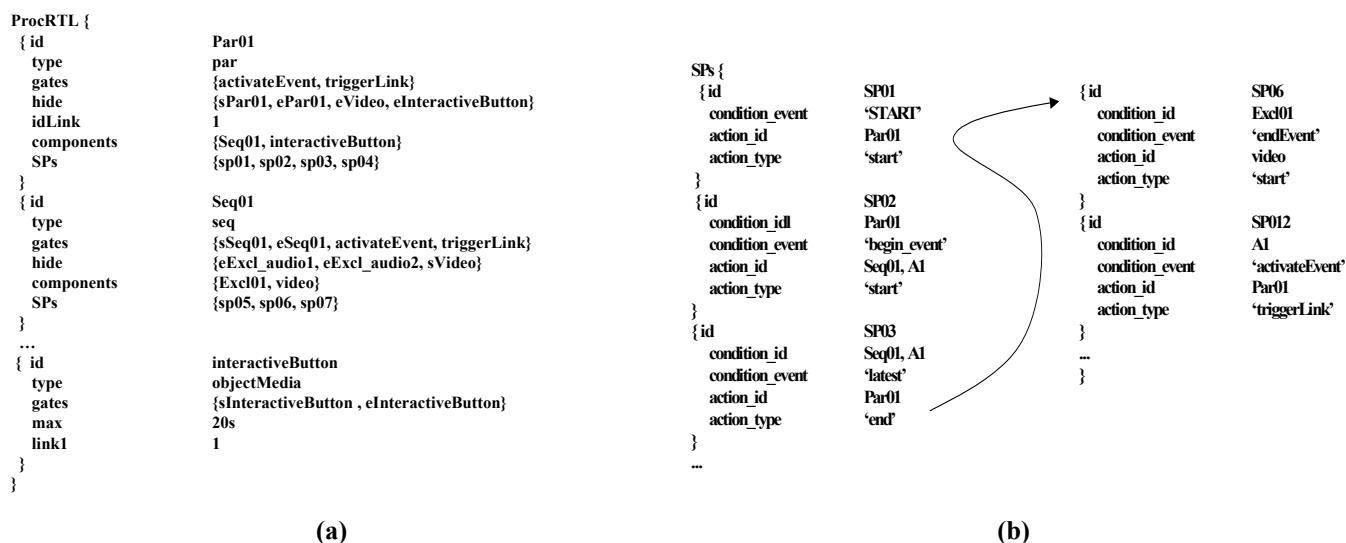 ProcRTL {
{ id Par01
type par
gates {activateEvent, triggerLink}
hide {sPar01, ePar01, eVideo, eInteractiveButton}
idLink 1
components {Seq01, interactiveButton}
SPs {sp01, sp02, sp03, sp04}
}
{ id Seq01
type seq
gates {sSeq01, eSeq01, activateEvent, triggerLink}
hide {eExcl_audio1, eExcl_audio2, sVideo}
components {Excl01, video}
SPs {sp05, sp06, sp07}
}
…
{ id interactiveButton
type objectMedia
gates {sInteractiveButton , eInteractiveButton}
max 20s
link1 1
}
}
(a)
SPs {
{ id SP01
condition_event ‘START’
action_id Par01
action_type ‘start’
}
{ id SP02
condition_idl Par01
condition_event ‘begin_event’
action_id Seq01, A1
action_type ‘start’
}
{ id SP03
condition_id Seq01, A1
condition_event ‘latest’
action_id Par01
action_type ‘end’
}
...
{ id SP06
condition_id Excl01
condition_event ‘endEvent’
action_id video
action_type ‘start’
}
{ id SP012
condition_id A1
condition_event ‘activateEvent’
action_id Par01
action_type ‘triggerLink’
}
...
}
(b)